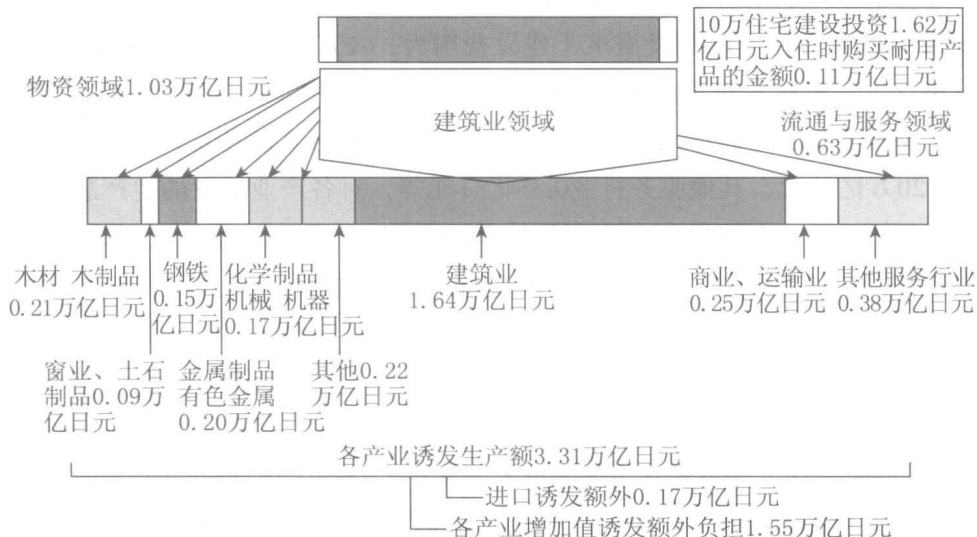 10万住宅建设投资1.62万
亿日元入住时购买耐用产
品的金额0.11万亿日元
物资领域1.03万亿日元
建筑业领域
流通与服务领域
0.63万亿日元
木材 木制品
0.21万亿日元
钢铁
0.15万
亿日元
化学制品
机械 机器
0.17万亿日元
建筑业
1.64万亿日元
商业、运输业
0.25万亿日元
其他服务行业
0.38万亿日元
窗业、土石
制品0.09万
亿日元
金属制品
有色金属
0.20万亿日元
其他0.22
万亿日元
各产业诱发生产额3.31万亿日元
进口诱发额外0.17万亿日元
各产业增加值诱发额外负担1.55万亿日元